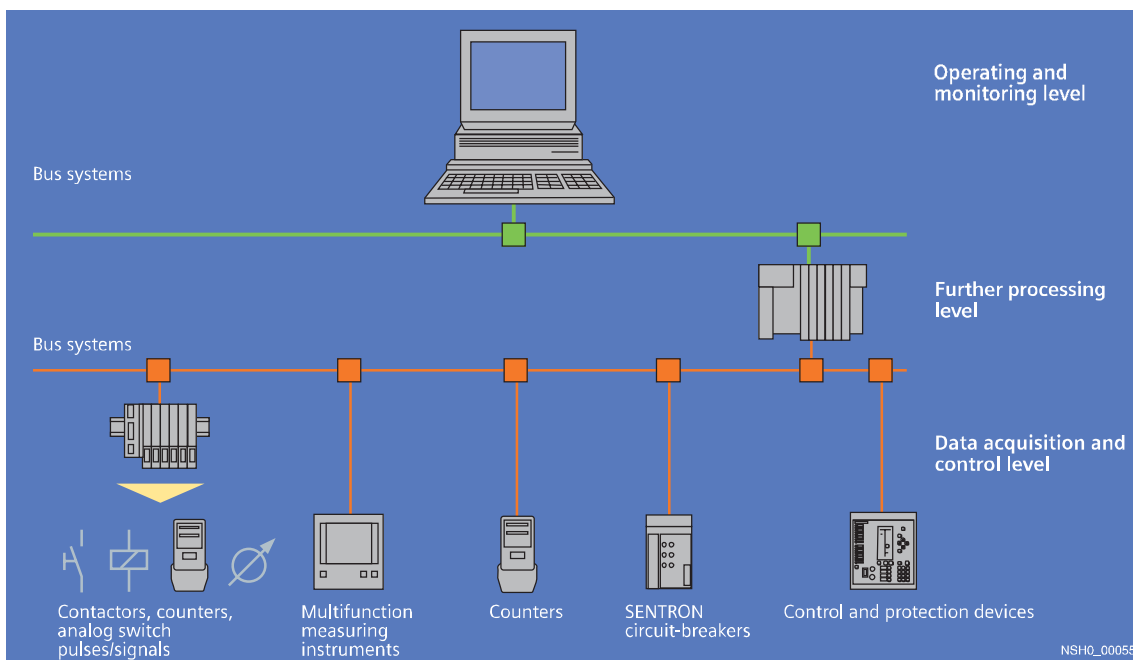 Operating and
monitoring level
Bus systems
Further processing
level
Bus systems
Data acquisition and
control level
Contactors, counters,
analog switch
pulses/signals
Multifunction
measuring
instruments
Counters
SENTRON
circuit-breakers
Control and protection devices
NSH0_00055